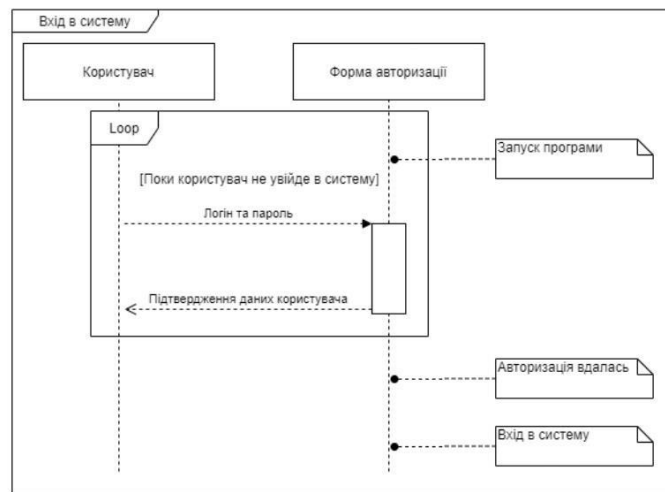 Вхід в систему
Користувач
Форма авторизації
Loop
Запуск програми
[Поки користувач не увійде в систему]
Логін та пароль
Підтвердження даних користувача
Авторизація вдалась
Вхід в систему